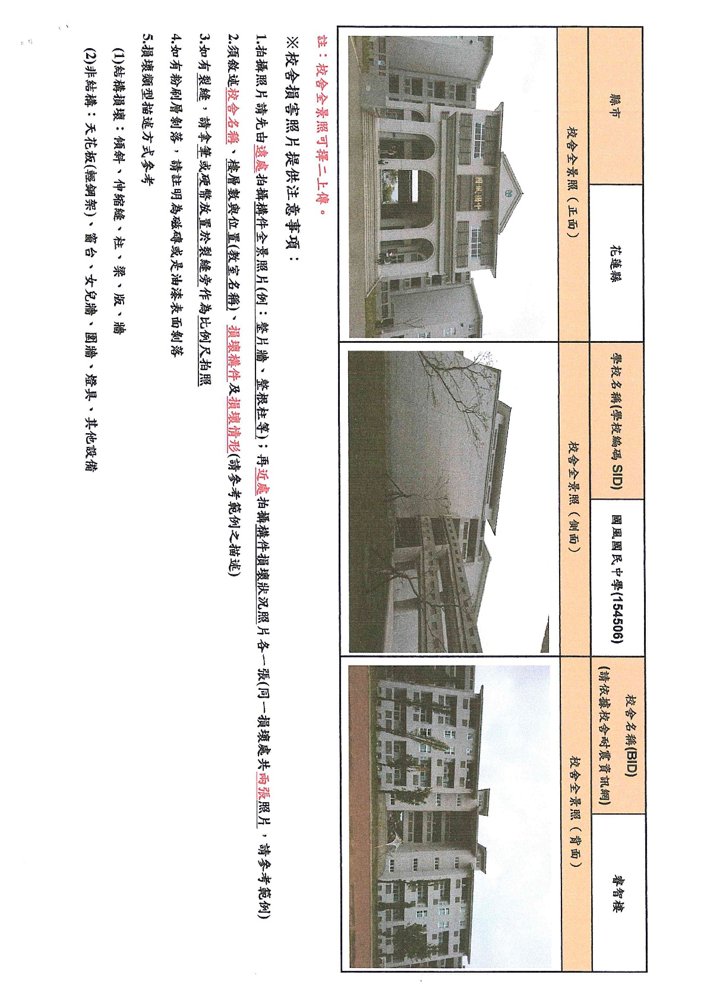 縣市
花蓮縣
學校名稱(學校編碼 SID)
國風國民中學(154506)
校舍名稱(BID)
(請依據校舍耐震資訊網)
睿智樓
校舍全景照（正面）
校舍全景照（側面）
校舍全景照（背面）
國風國中
註：校舍全景照可擇二上傳。
※校舍損害照片提供注意事項：
1.拍攝照片請先由遠處拍攝構件全景照片(例：整片牆、整根柱等)；再近處拍攝構件損壞狀況照片各一張(同一損壞處共兩張照片，請參考範例)
2.須敘述校舍名稱、樓層數與位置(教室名稱)、損壞構件及損壞情形(請參考範例之描述)
3.如有裂縫，請拿筆或硬幣放置於裂縫旁作為比例尺拍照
4.如有粉刷層剝落，請註明為磁磚或是油漆表面剝落
5.損壞類型描述方式參考
(1)結構損壞：傾斜、伸縮縫、柱、梁、版、牆
(2)非結構：天花板(輕鋼架)、窗台、女兒牆、圍牆、燈具、其他設備